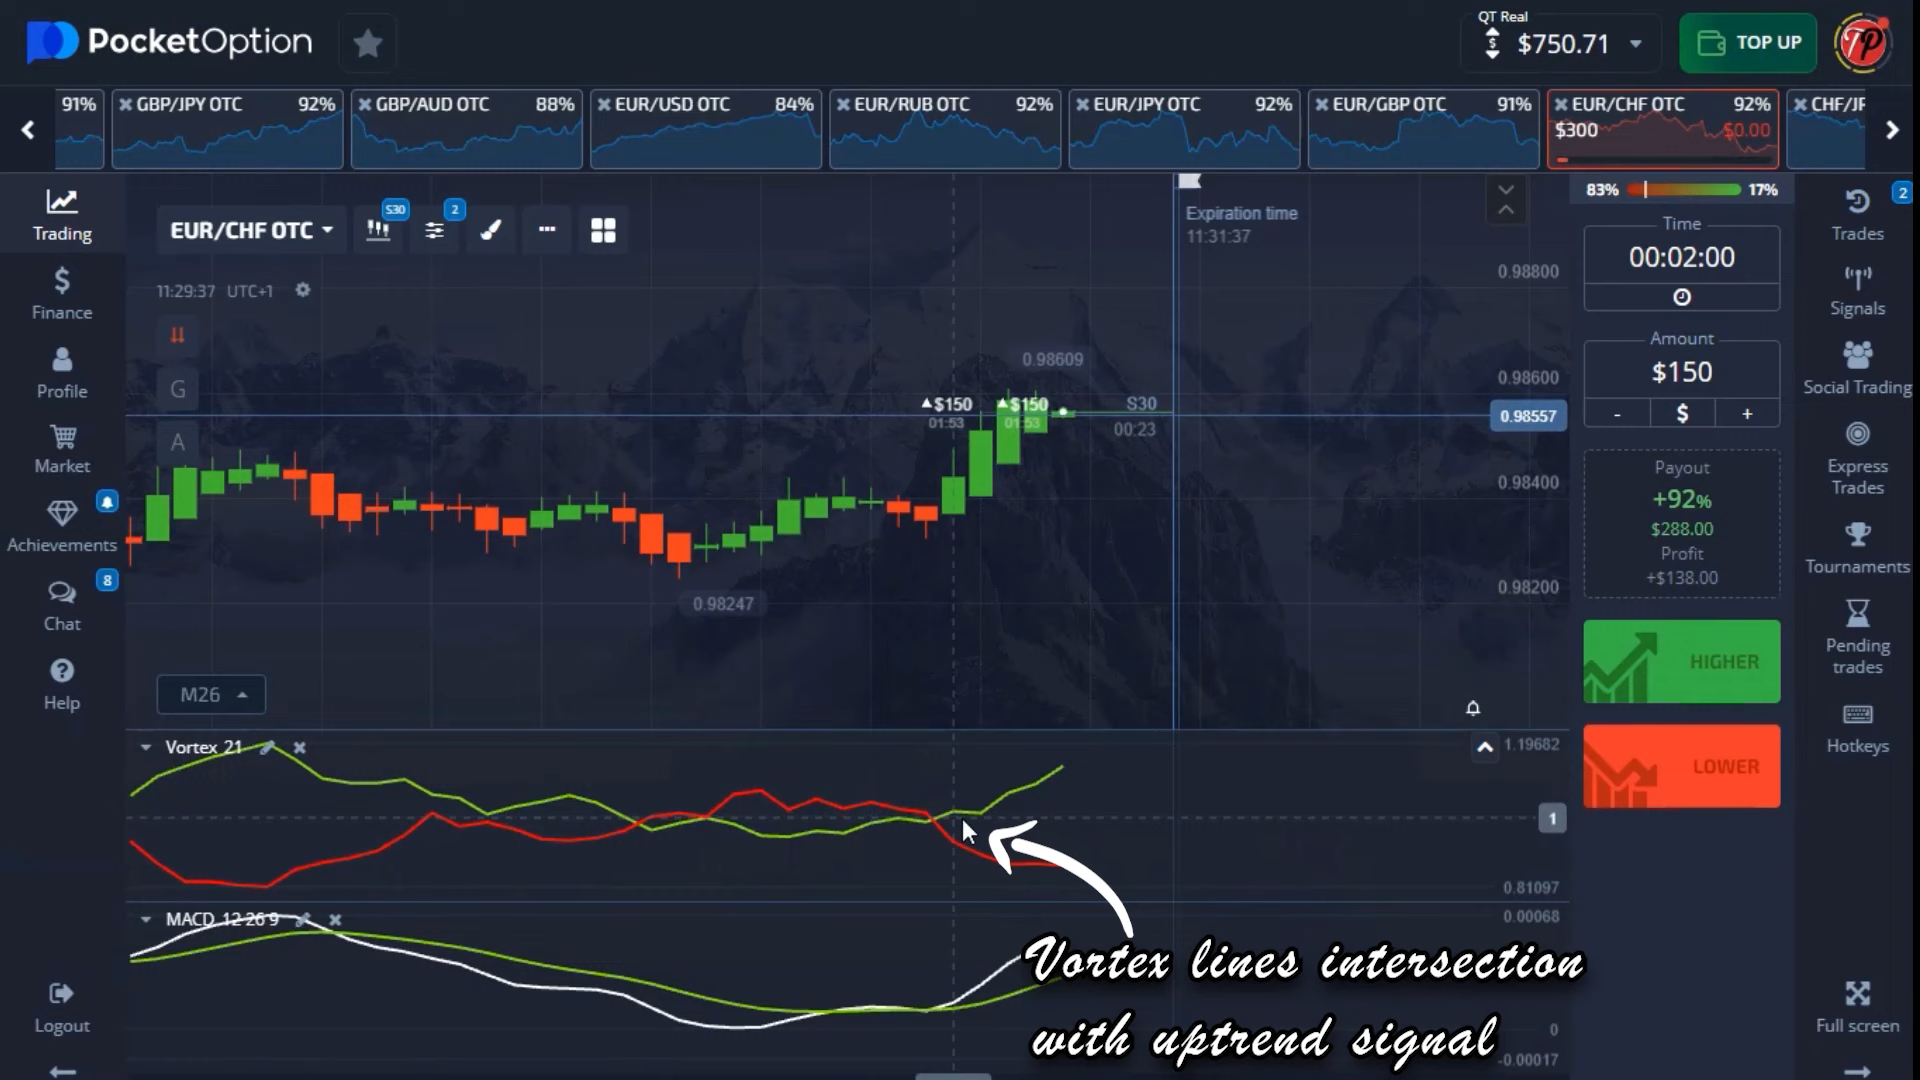 PocketOption
QT Real
$750.71
TOP UP
91%
GBP/JPY OTC 92%
GBP/AUD OTC 88%
EUR/USD OTC 84%
EUR/RUB OTC 92%
EUR/JPY OTC 92%
EUR/GBP OTC 91%
EUR/CHF OTC 92%
$300 $0.00
CHF/JP
Trading
Finance
Profile
Market
Achievements
8
Chat
Help
Logout
EUR/CHF OTC
S30
2
11:29:37 UTC+1
G
A
Expiration time
11:31:37
0.98609
$150
01:53
$150
01:53
S30
00:23
0.98247
M26
0.98800
0.98600
0.98557
0.98400
0.98200
Vortex 21
1.19682
1
0.81097
MACD 12 26 9
0.00068
0
-0.00017
Vortex lines intersection
with uptrend signal
83% 17%
Time
00:02:00
Amount
$150
- $ +
Payout
+92%
$288.00
Profit
+$138.00
HIGHER
LOWER
2
Trades
Signals
Social Trading
Express
Trades
Tournaments
Pending
trades
Hotkeys
Full screen